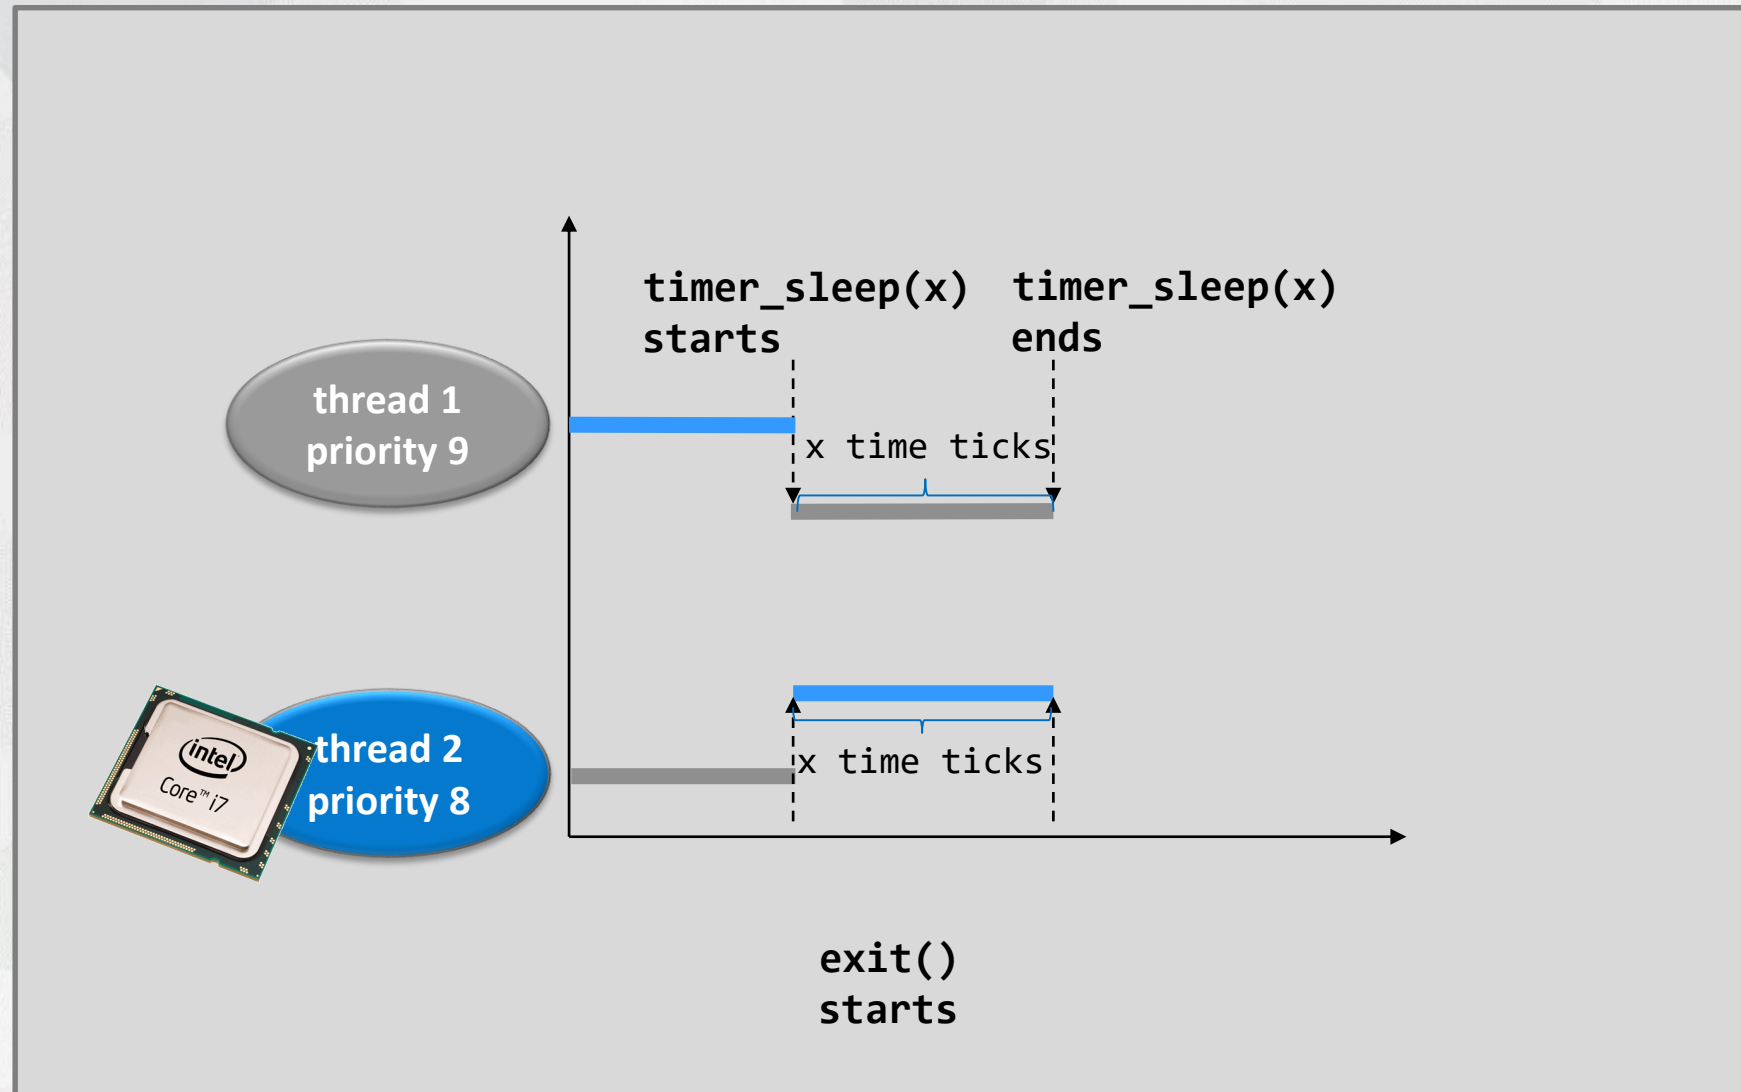 timer_sleep(x)
starts
timer_sleep(x)
ends
thread 1
priority 9
x time ticks
thread 2
priority 8
intel
Core™ i7
x time ticks
exit()
starts